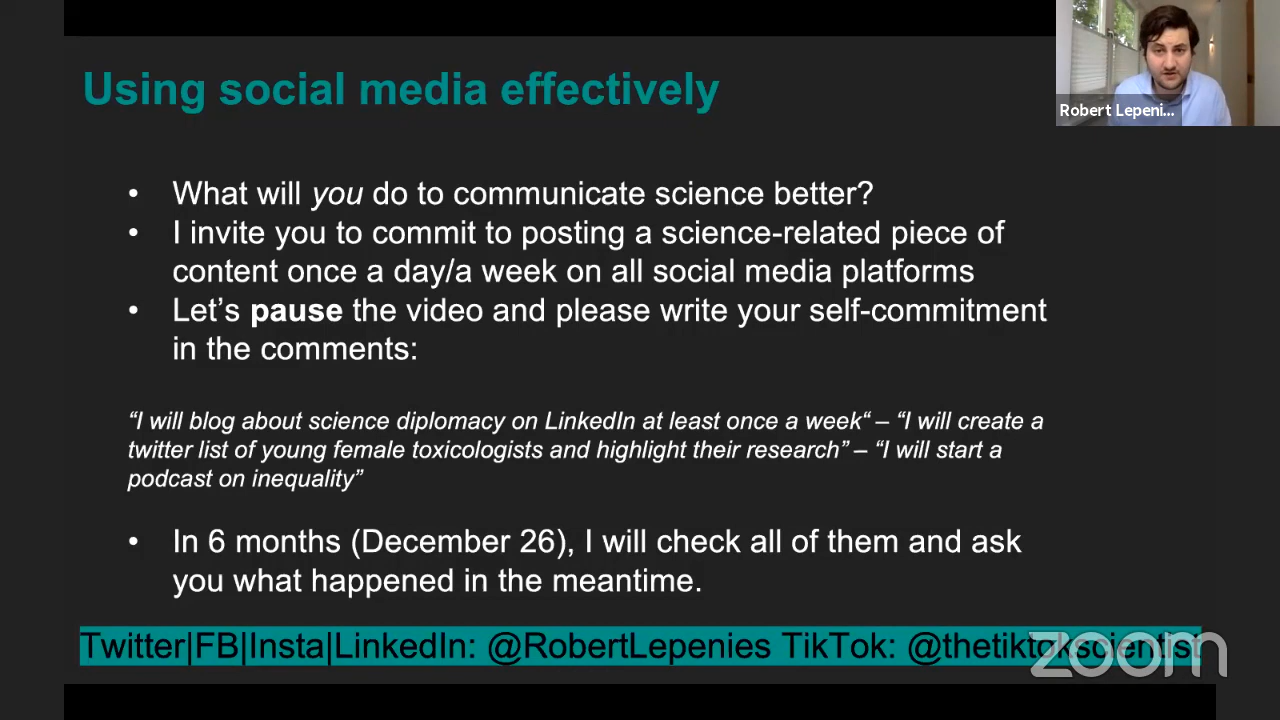 Using social media effectively
Robert Lepeni...
• What will you do to communicate science better?
• I invite you to commit to posting a science-related piece of
content once a day/a week on all social media platforms
• Let’s pause the video and please write your self-commitment
in the comments:
“I will blog about science diplomacy on LinkedIn at least once a week“ – “I will create a
twitter list of young female toxicologists and highlight their research” – “I will start a
podcast on inequality”
• In 6 months (December 26), I will check all of them and ask
you what happened in the meantime.
Twitter|FB|Insta|LinkedIn: @RobertLepenies TikTok: @thetiktokscientist
zoom